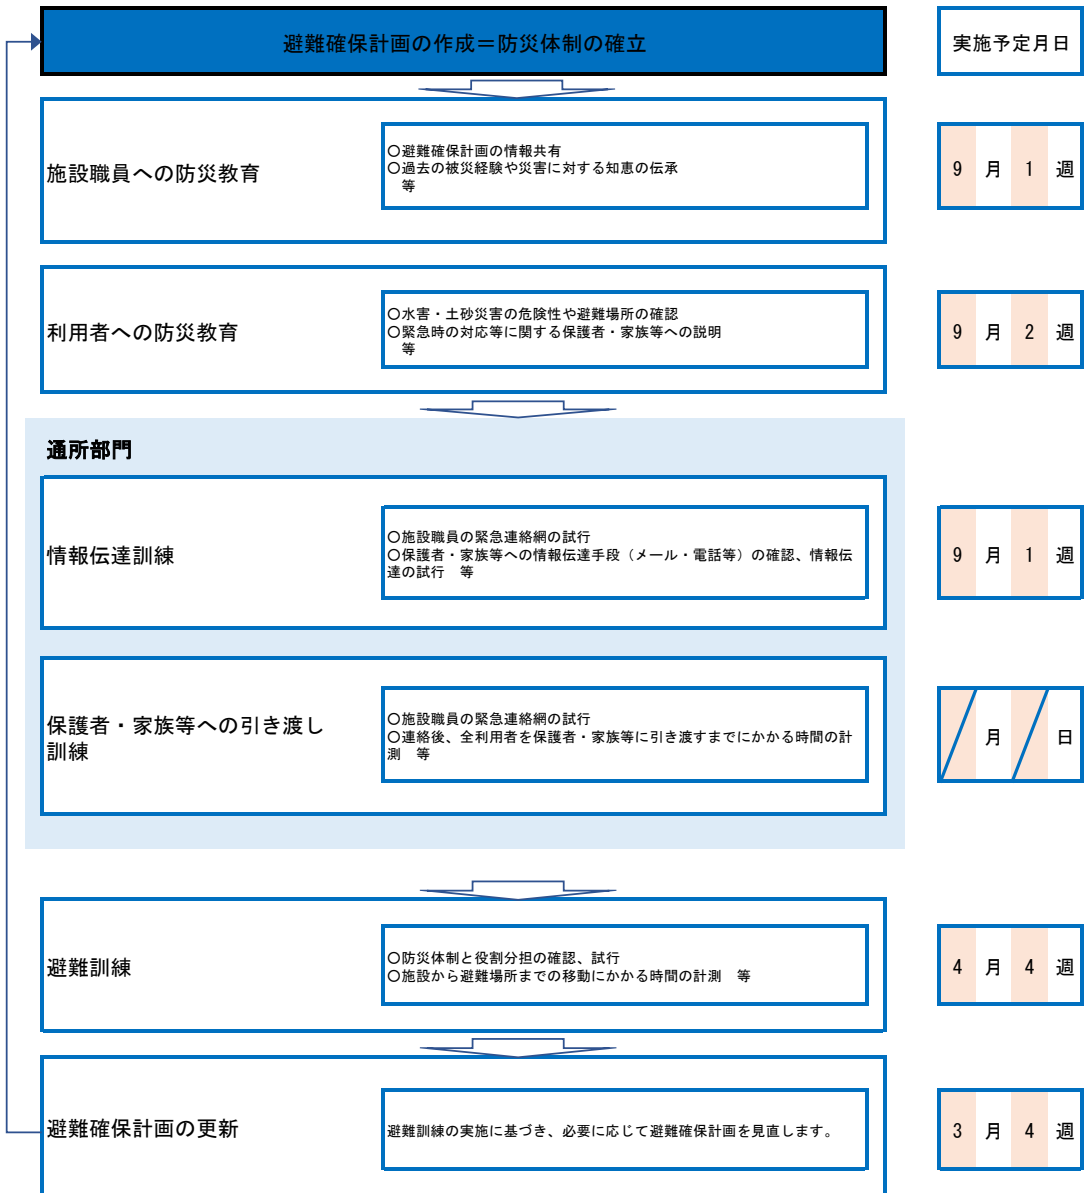 避難確保計画の作成＝防災体制の確立
実施予定月日
施設職員への防災教育
〇避難確保計画の情報共有
〇過去の被災経験や災害に対する知恵の伝承
等
9 月 1 週
利用者への防災教育
〇水害・土砂災害の危険性や避難場所の確認
〇緊急時の対応等に関する保護者・家族等への説明
等
9 月 2 週
通所部門
情報伝達訓練
〇施設職員の緊急連絡網の試行
〇保護者・家族等への情報伝達手段（メール・電話等）の確認、情報伝
達の試行　等
9 月 1 週
保護者・家族等への引き渡し
訓練
〇施設職員の緊急連絡網の試行
〇連絡後、全利用者を保護者・家族等に引き渡すまでにかかる時間の計
測　等
月 日
避難訓練
〇防災体制と役割分担の確認、試行
〇施設から避難場所までの移動にかかる時間の計測　等
4 月 4 週
避難確保計画の更新
避難訓練の実施に基づき、必要に応じて避難確保計画を見直します。
3 月 4 週